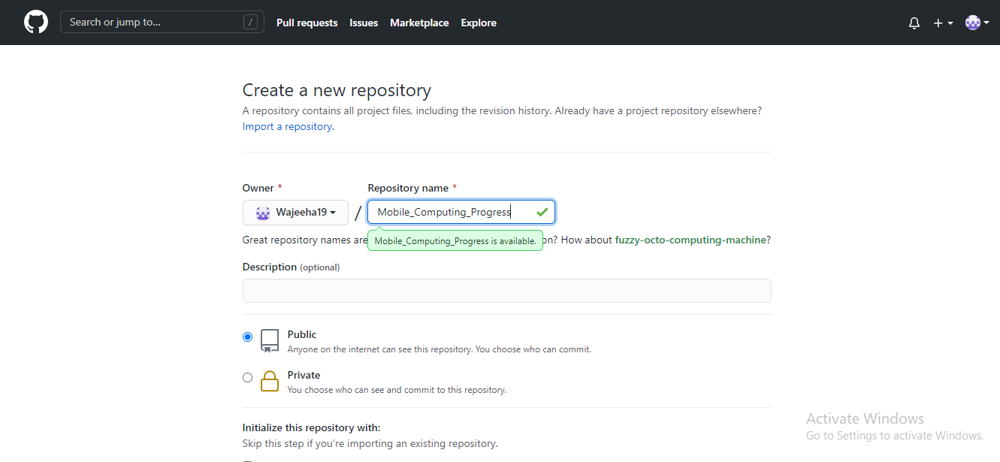 Search or jump to... / Pull requests Issues Marketplace Explore
Create a new repository
A repository contains all project files, including the revision history. Already have a project repository elsewhere?
Import a repository.
Owner * Repository name *
Wajeeha19 / Mobile_Computing_Progress
Great repository names are on? How about fuzzy-octo-computing-machine?
Mobile_Computing_Progress is available.
Description (optional)
Public
Anyone on the internet can see this repository. You choose who can commit.
Private
You choose who can see and commit to this repository.
Initialize this repository with:
Skip this step if you're importing an existing repository.
Activate Windows
Go to Settings to activate Windows.